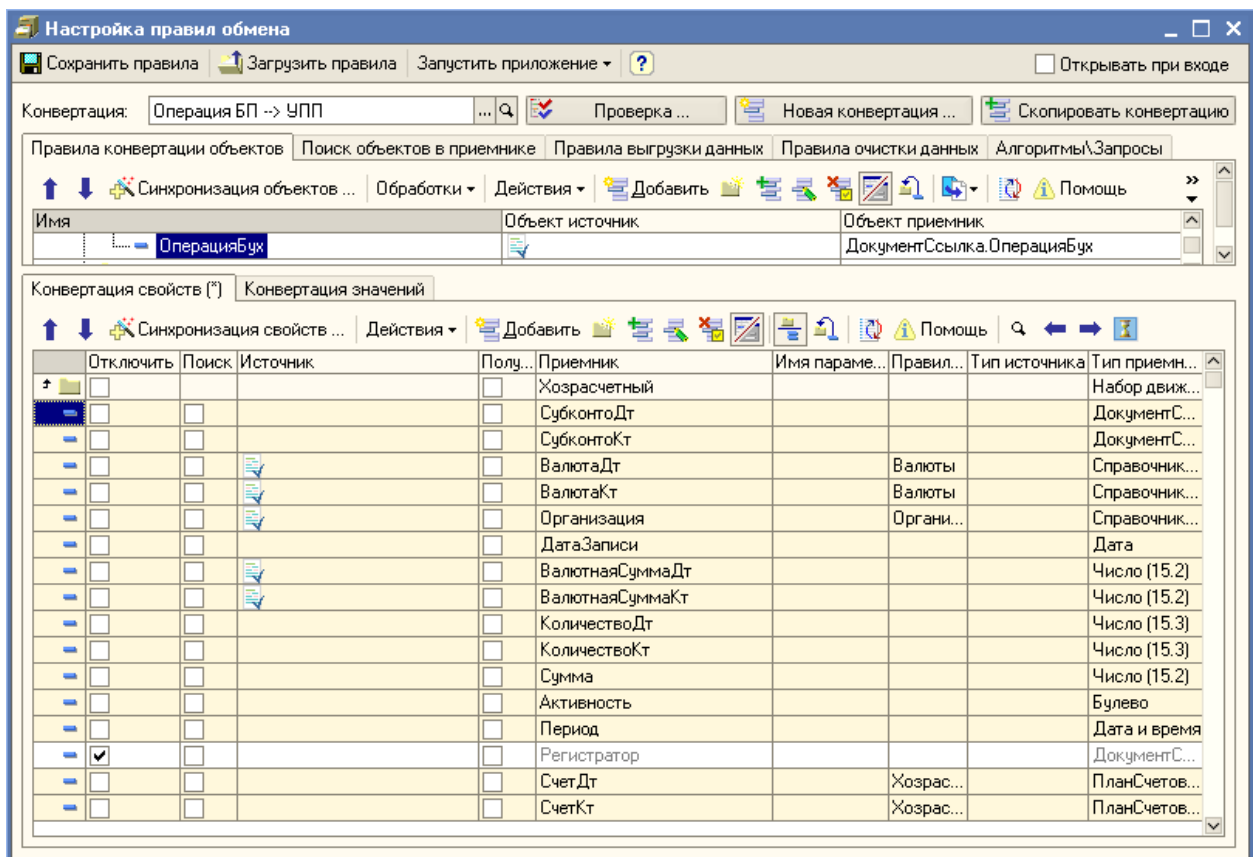 Настройка правил обмена
Сохранить правила Загрузить правила Запустить приложение ? Открывать при входе
Конвертация: Операция БП --> УПП ... Проверка ... Новая конвертация ... Скопировать конвертацию
Правила конвертации объектов Поиск объектов в приемнике Правила выгрузки данных Правила очистки данных Алгоритмы\Запросы
Синхронизация объектов ... Обработки Действия Добавить Помощь »
Имя Объект источник Объект приемник
ОперацияБух ДокументСсылка.ОперацияБух
Конвертация свойств (*) Конвертация значений
Синхронизация свойств ... Действия Добавить Помощь
Отключить Поиск Источник Полу... Приемник Имя параме... Правил... Тип источника Тип приемн...
Хозрасчетный Набор движ...
СубконтоДт ДокументС...
СубконтоКт ДокументС...
ВалютаДт Валюты Справочник...
ВалютаКт Валюты Справочник...
Организация Органи... Справочник...
ДатаЗаписи Дата
ВалютнаяСуммаДт Число (15.2)
ВалютнаяСуммаКт Число (15.2)
КоличествоДт Число (15.3)
КоличествоКт Число (15.3)
Сумма Число (15.2)
Активность Булево
Период Дата и время
Регистратор ДокументС...
СчетДт Хозрас... ПланСчетов...
СчетКт Хозрас... ПланСчетов...